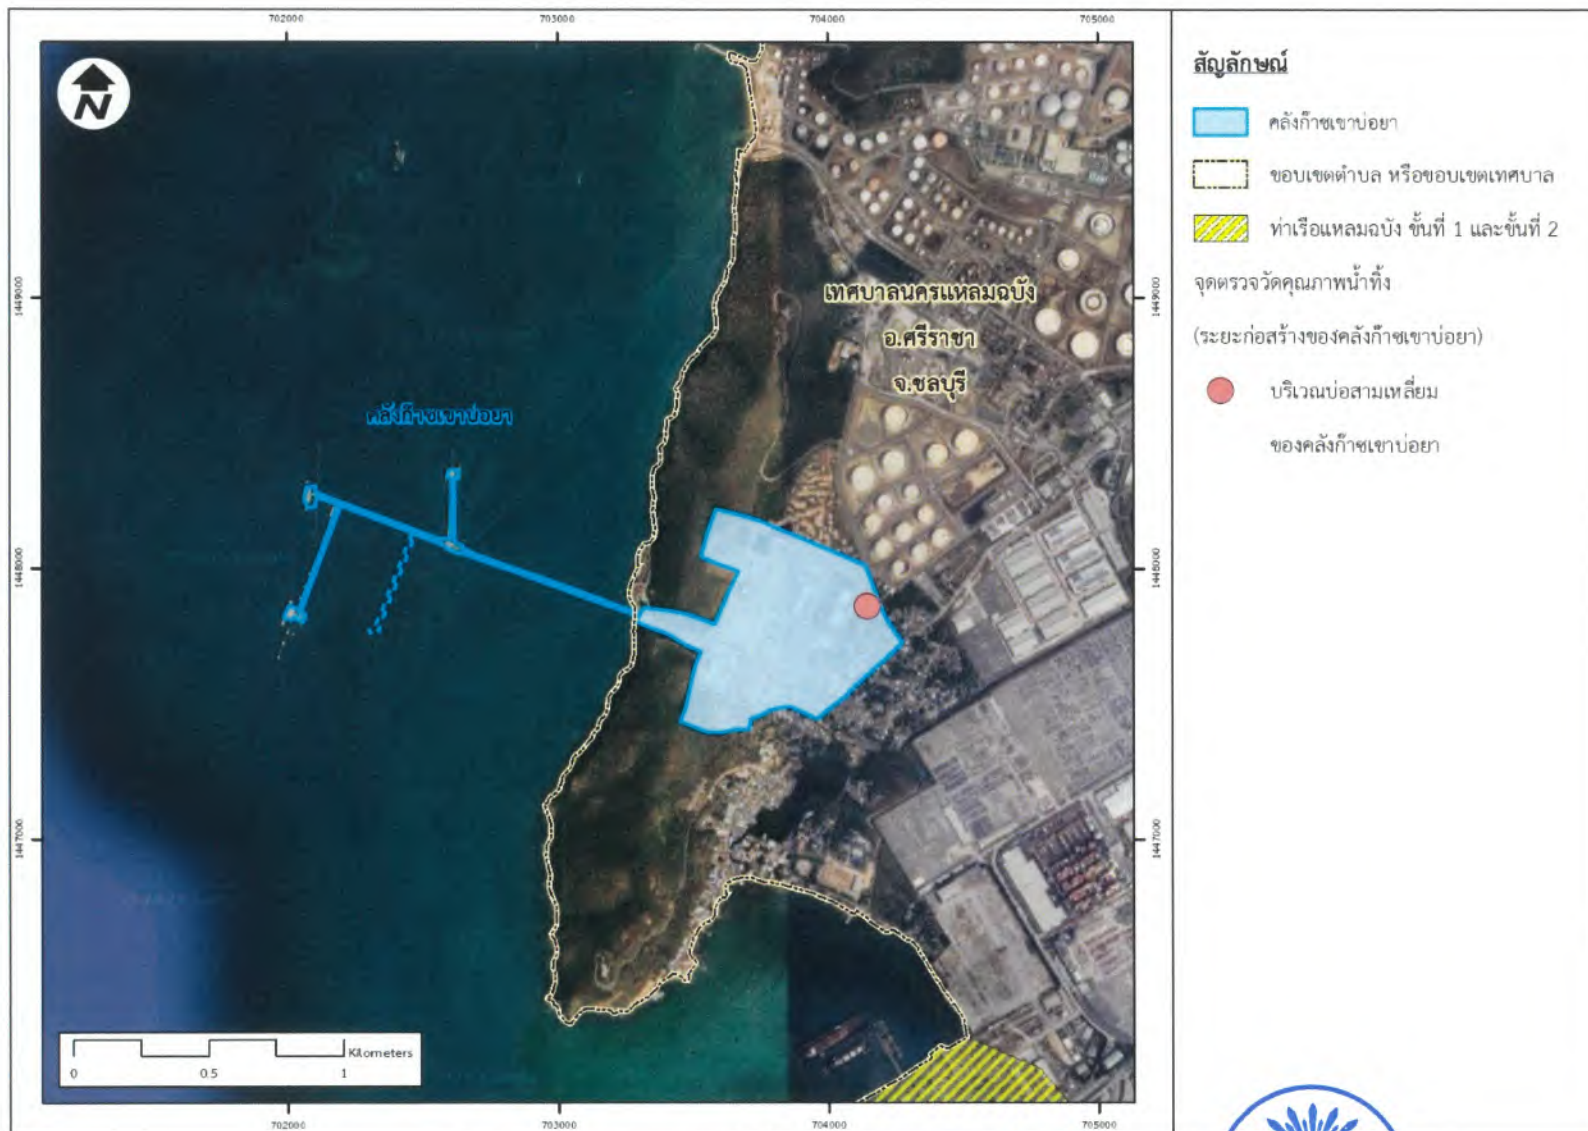 702000 703000 704000 705000
N
1449000 1449000
1448000 1448000
1447000 1447000
คลังก๊าซเขาบ่อยา
เทศบาลนครแหลมฉบัง
อ.ศรีราชา
จ.ชลบุรี
Kilometers
0 0.5 1
702000 703000 704000 705000
สัญลักษณ์
คลังก๊าซเขาบ่อยา
ขอบเขตตำบล หรือขอบเขตเทศบาล
ท่าเรือแหลมฉบัง ขั้นที่ 1 และขั้นที่ 2
จุดตรวจวัดคุณภาพน้ำทิ้ง
(ระยะก่อสร้างของคลังก๊าซเขาบ่อยา)
บริเวณบ่อสามเหลี่ยม
ของคลังก๊าซเขาบ่อยา